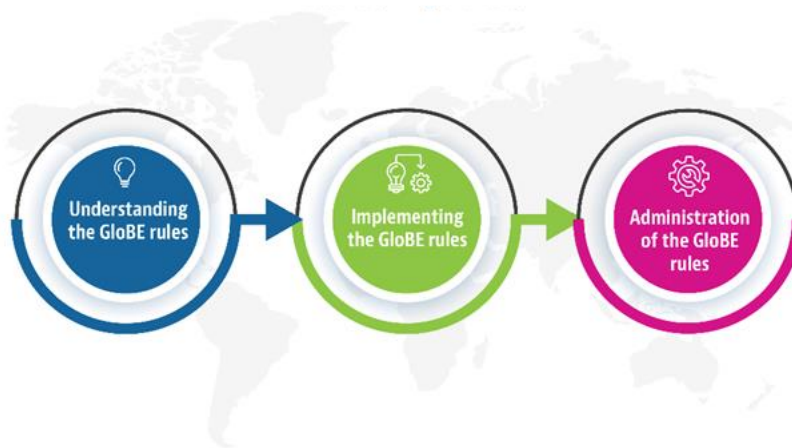 Understanding
the GloBE rules
Implementing
the GloBE rules
Administration
of the GloBE
rules